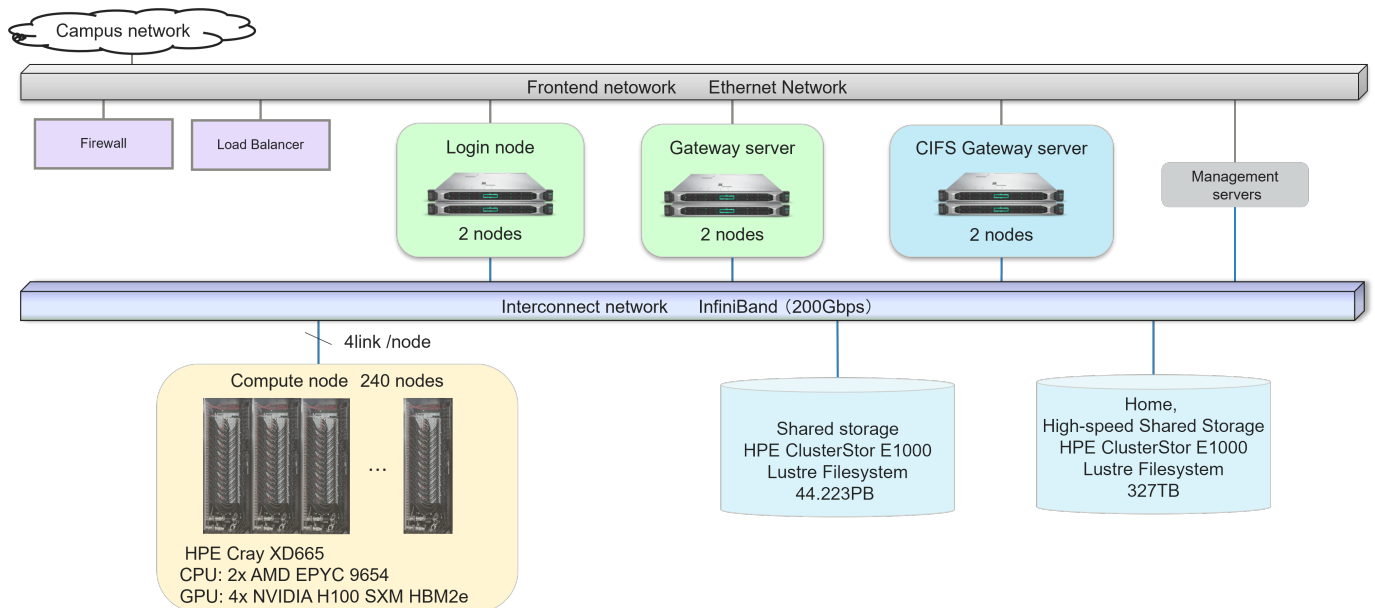 Campus network
Frontend netowork Ethernet Network
Firewall
Load Balancer
Login node
2 nodes
Gateway server
2 nodes
CIFS Gateway server
2 nodes
Management
servers
Interconnect network InfiniBand（200Gbps）
4link /node
Compute node 240 nodes
...
HPE Cray XD665
CPU: 2x AMD EPYC 9654
GPU: 4x NVIDIA H100 SXM HBM2e
Shared storage
HPE ClusterStor E1000
Lustre Filesystem
44.223PB
Home,
High-speed Shared Storage
HPE ClusterStor E1000
Lustre Filesystem
327TB